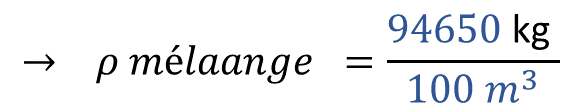 → ρ mélaange = 94650 kg / 100 m³